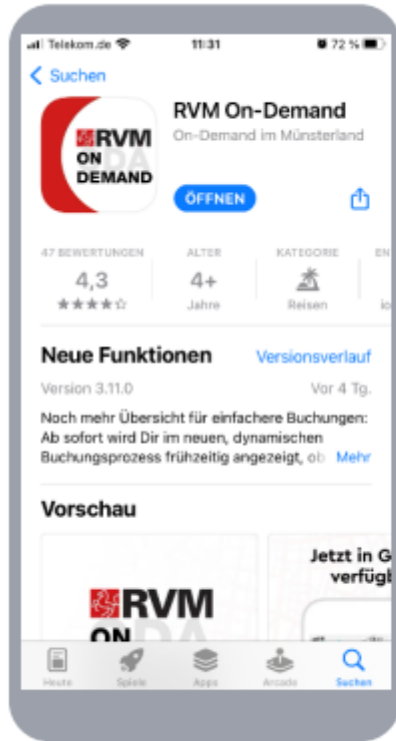 Telekom.de
11:31
72 %
Suchen
RVM
ON
DEMAND
RVM On-Demand
On-Demand im Münsterland
ÖFFNEN
47 BEWERTUNGEN
4,3
ALTER
4+
Jahre
KATEGORIE
Reisen
EN
io
Neue Funktionen
Versionsverlauf
Version 3.11.0
Vor 4 Tg.
Noch mehr Übersicht für einfachere Buchungen:
Ab sofort wird Dir im neuen, dynamischen
Buchungsprozess frühzeitig angezeigt, ob Mehr
Vorschau
RVM
ON
Jetzt in G
verfügb
Heute
Spiele
Apps
Arcade
Suchen